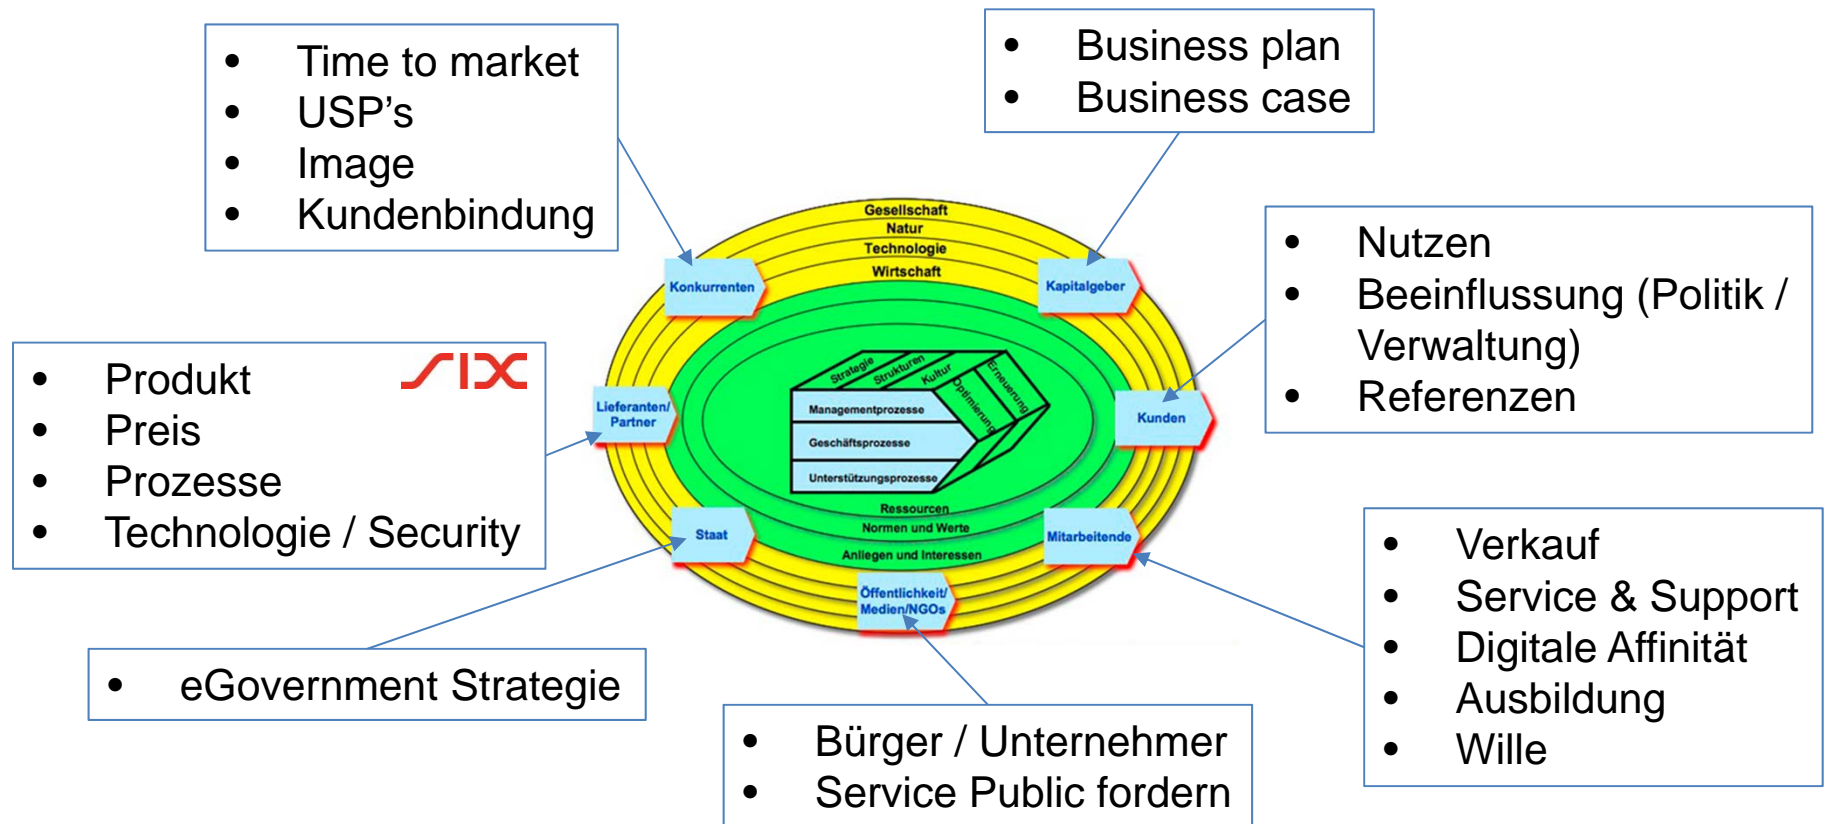 • Time to market
• USP's
• Image
• Kundenbindung
• Business plan
• Business case
• Nutzen
• Beeinflussung (Politik /
Verwaltung)
• Referenzen
• Produkt
SIX
• Preis
• Prozesse
• Technologie / Security
• eGovernment Strategie
• Bürger / Unternehmer
• Service Public fordern
• Verkauf
• Service & Support
• Digitale Affinität
• Ausbildung
• Wille
Gesellschaft
Natur
Technologie
Wirtschaft
Konkurrenten
Kapitalgeber
Lieferanten/
Partner
Kunden
Staat
Mitarbeitende
Öffentlichkeit/
Medien/NGOs
Strategie
Strukturen
Kultur
Optimierung
Erneuerung
Managementprozesse
Geschäftsprozesse
Unterstützungsprozesse
Ressourcen
Normen und Werte
Anliegen und Interessen